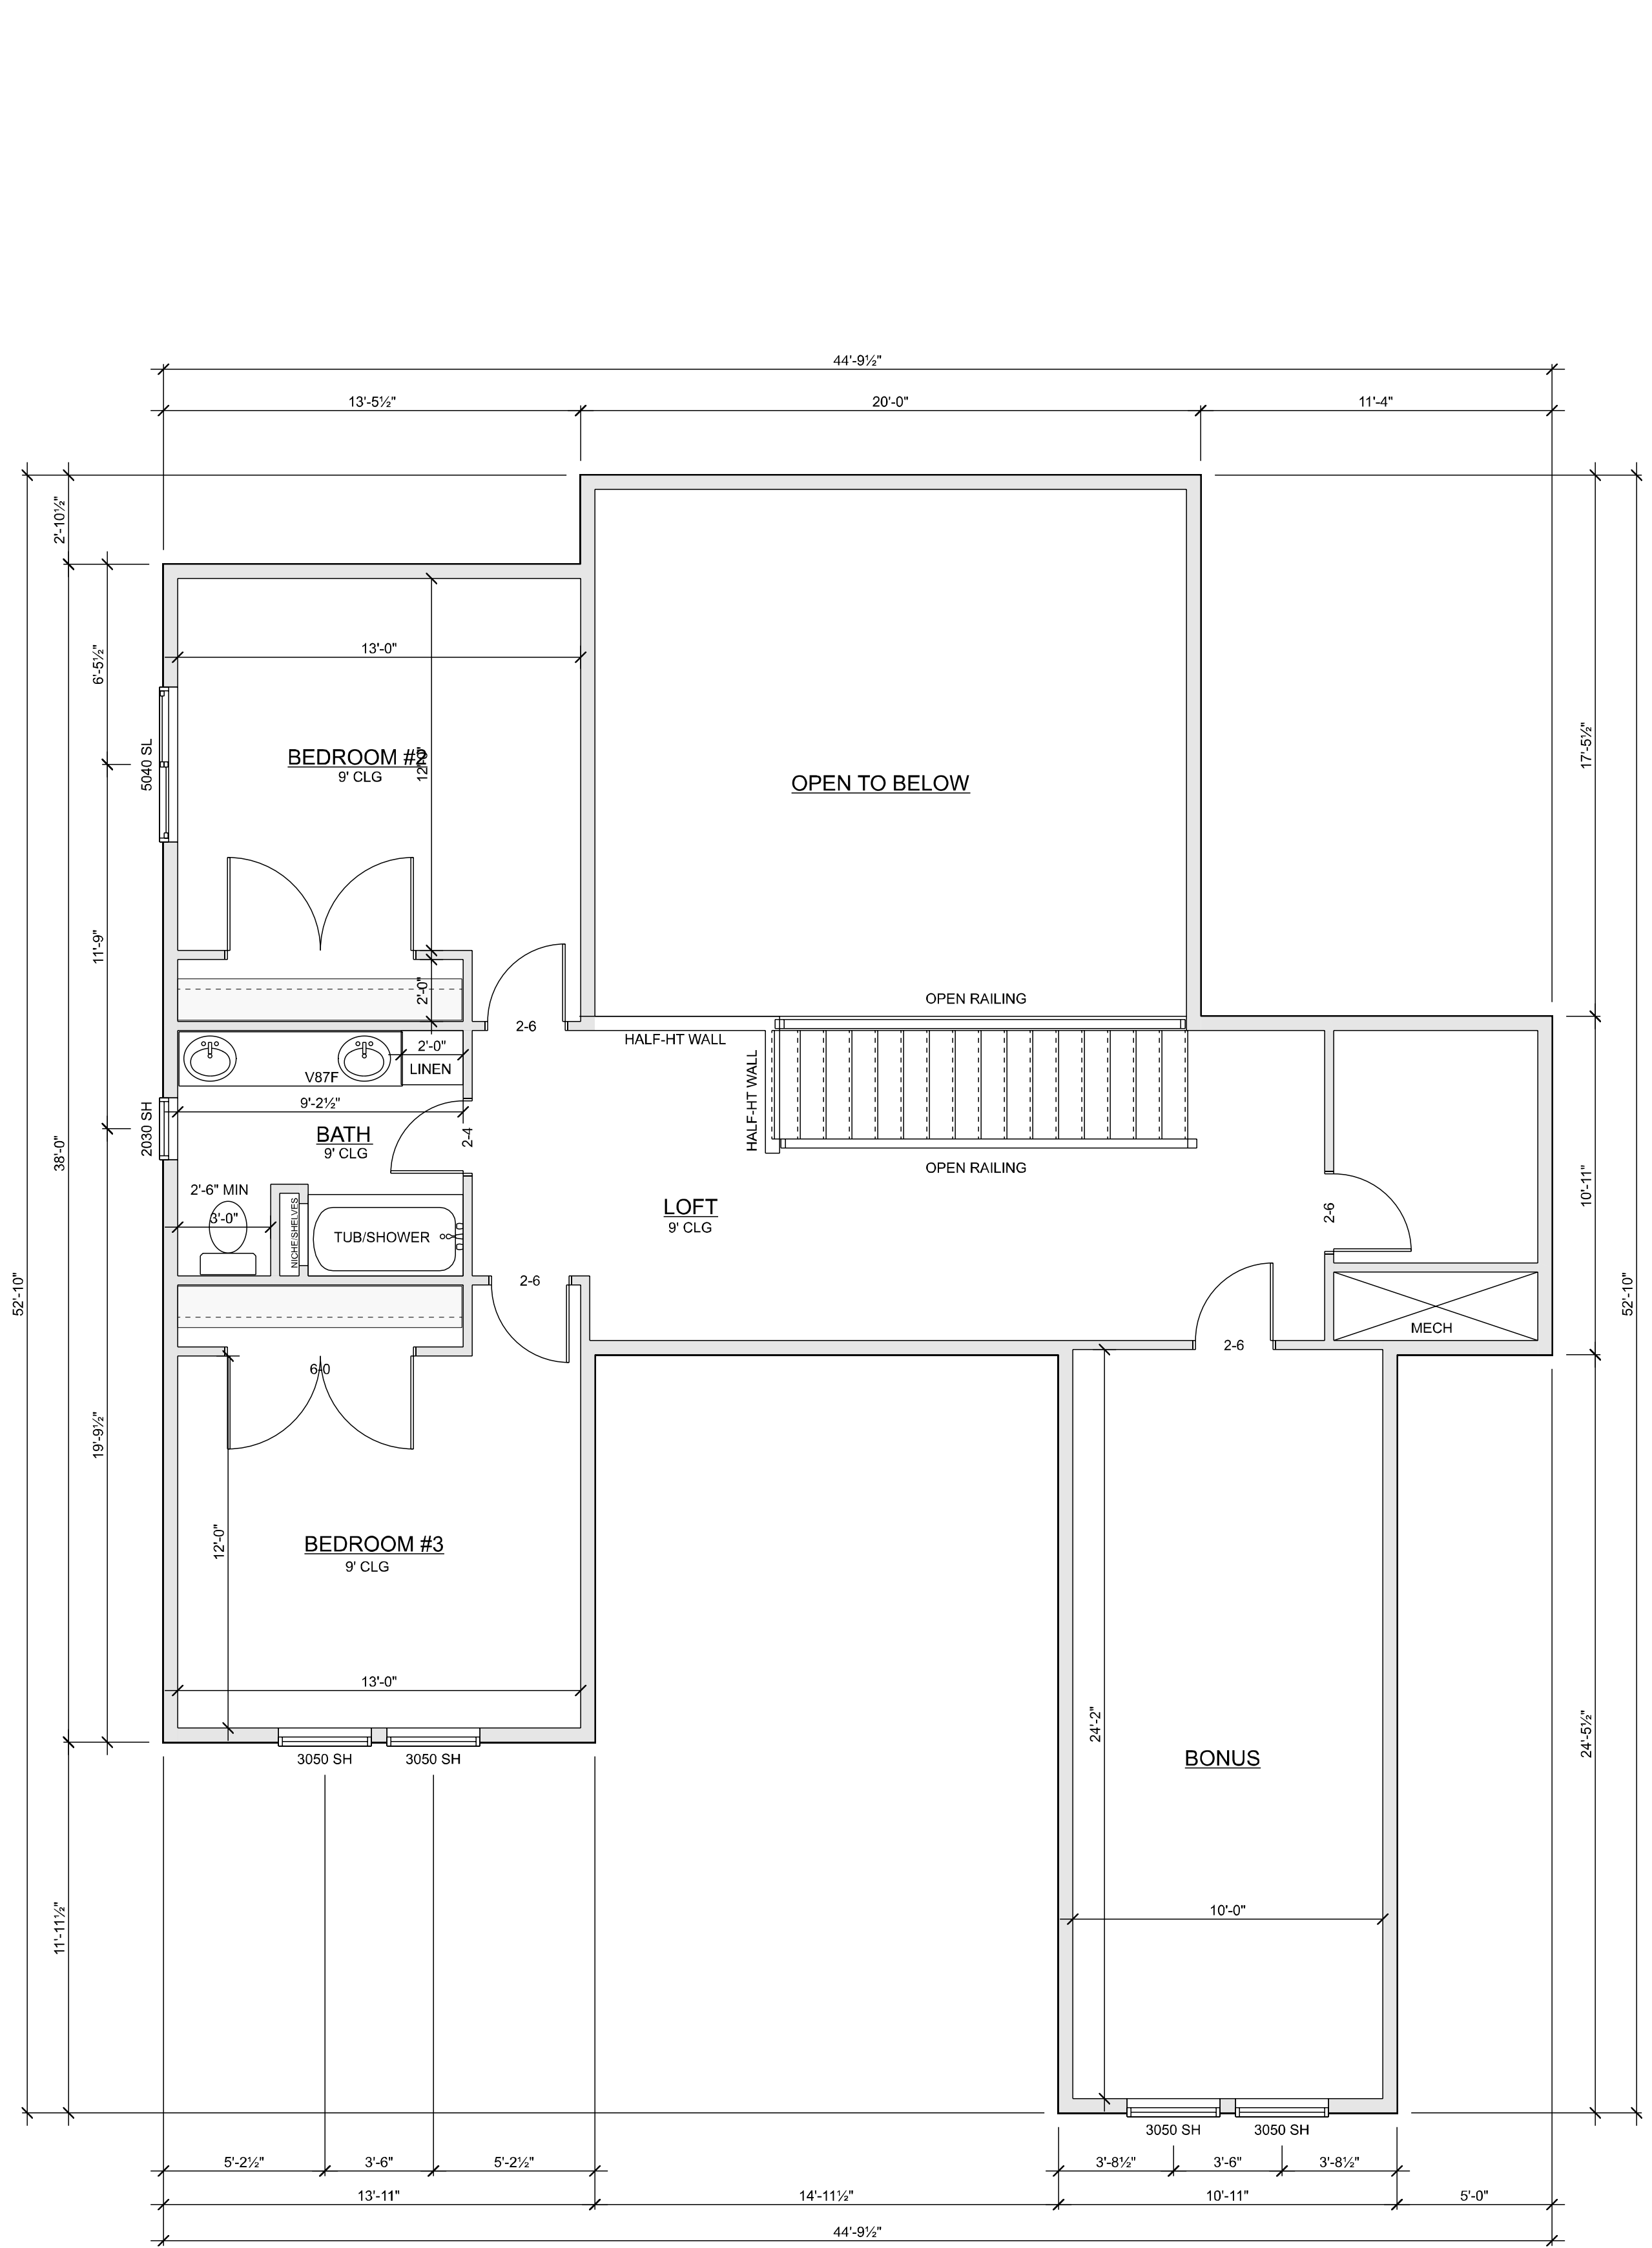 44'-9½"
13'-5½"
20'-0"
11'-4"
2'-10½"
6'-5½"
13'-0"
5040 SL
BEDROOM #2
9' CLG
OPEN TO BELOW
17'-5½"
11'-9"
2'-0"
2-6
OPEN RAILING
HALF-HT WALL
2'-0"
LINEN
V87F
HALF-HT WALL
9'-2½"
2030 SH
BATH
9' CLG
2-4
38'-0"
OPEN RAILING
2'-6" MIN
3'-0"
NICHE/SHELVES
TUB/SHOWER
LOFT
9' CLG
2-6
10'-11"
52'-10"
2-6
52'-10"
MECH
2-6
6-0
19'-9½"
12'-0"
BEDROOM #3
9' CLG
13'-0"
24'-2"
24'-5½"
BONUS
3050 SH
3050 SH
10'-0"
11'-11½"
3050 SH
3050 SH
5'-2½"
3'-6"
5'-2½"
3'-8½"
3'-6"
3'-8½"
13'-11"
14'-11½"
10'-11"
5'-0"
44'-9½"